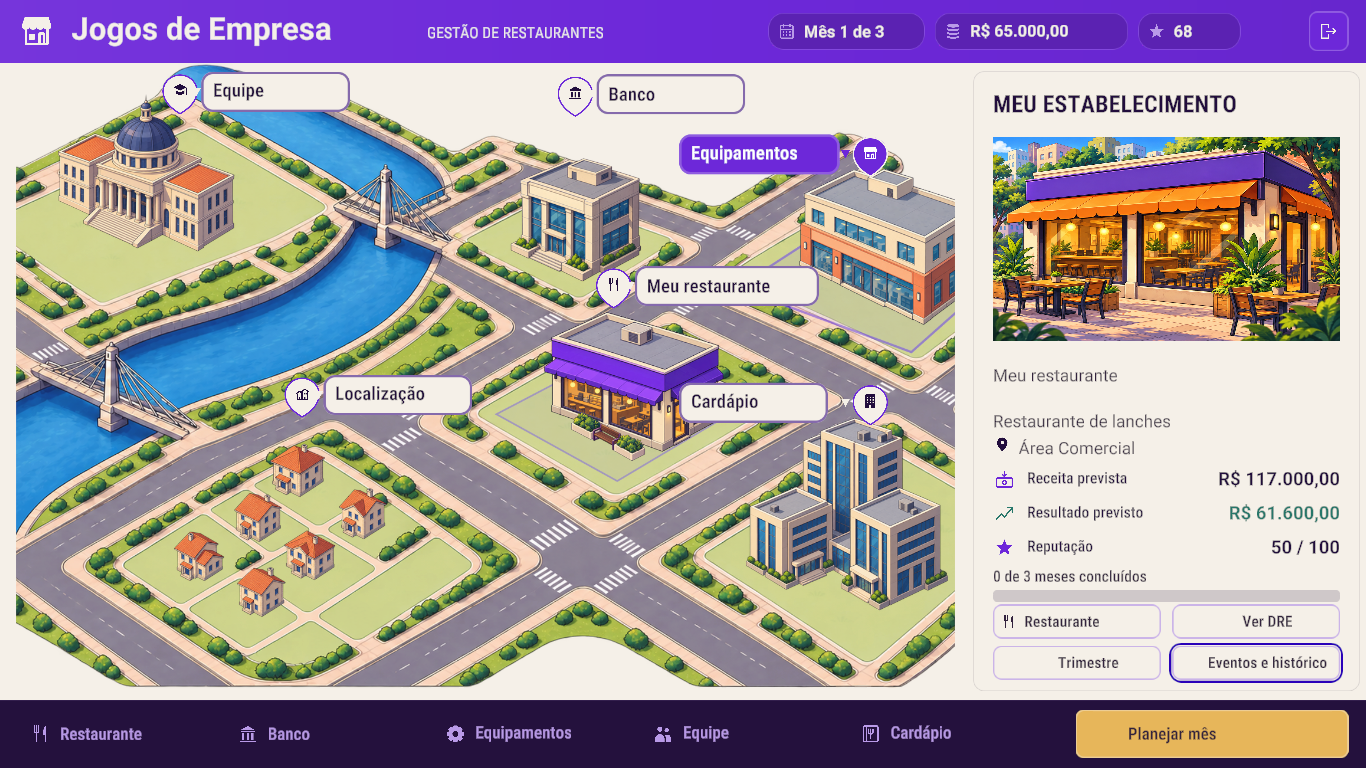 Jogos de Empresa
GESTÃO DE RESTAURANTES
Mês 1 de 3
R$ 65.000,00
68
Equipe
Banco
Equipamentos
Meu restaurante
Localização
Cardápio
MEU ESTABELECIMENTO
Meu restaurante
Restaurante de lanches
Área Comercial
Receita prevista R$ 117.000,00
Resultado previsto R$ 61.600,00
Reputação 50 / 100
0 de 3 meses concluídos
Restaurante
Ver DRE
Trimestre
Eventos e histórico
Restaurante
Banco
Equipamentos
Equipe
Cardápio
Planejar mês